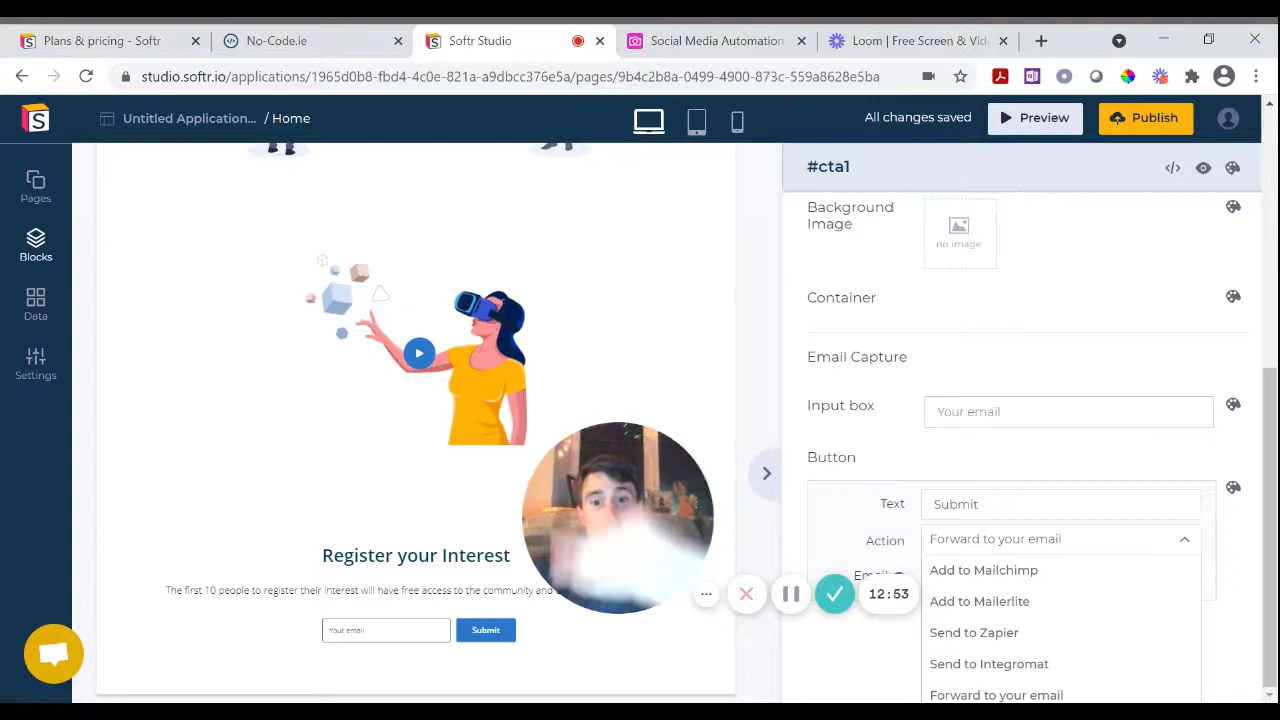 Plans & pricing - Softr
No-Code.ie
Softr Studio
Social Media Automation
Loom | Free Screen & Vid
studio.softr.io/applications/1965d0b8-fbd4-4c0e-821a-a9dbcc376e5a/pages/9b4c2b8a-0499-4900-873c-559a8628e5ba
S
Untitled Application... / Home
All changes saved
Preview
Publish
Pages
Blocks
Data
Settings
#cta1
Background
Image
no image
Container
Email Capture
Input box
Your email
Button
Text
Submit
Action
Forward to your email
Email
Add to Mailchimp
Add to Mailerlite
Send to Zapier
Send to Integromat
Forward to your email
Register your Interest
The first 10 people to register their interest will have free access to the community and
Your email
Submit
12:53